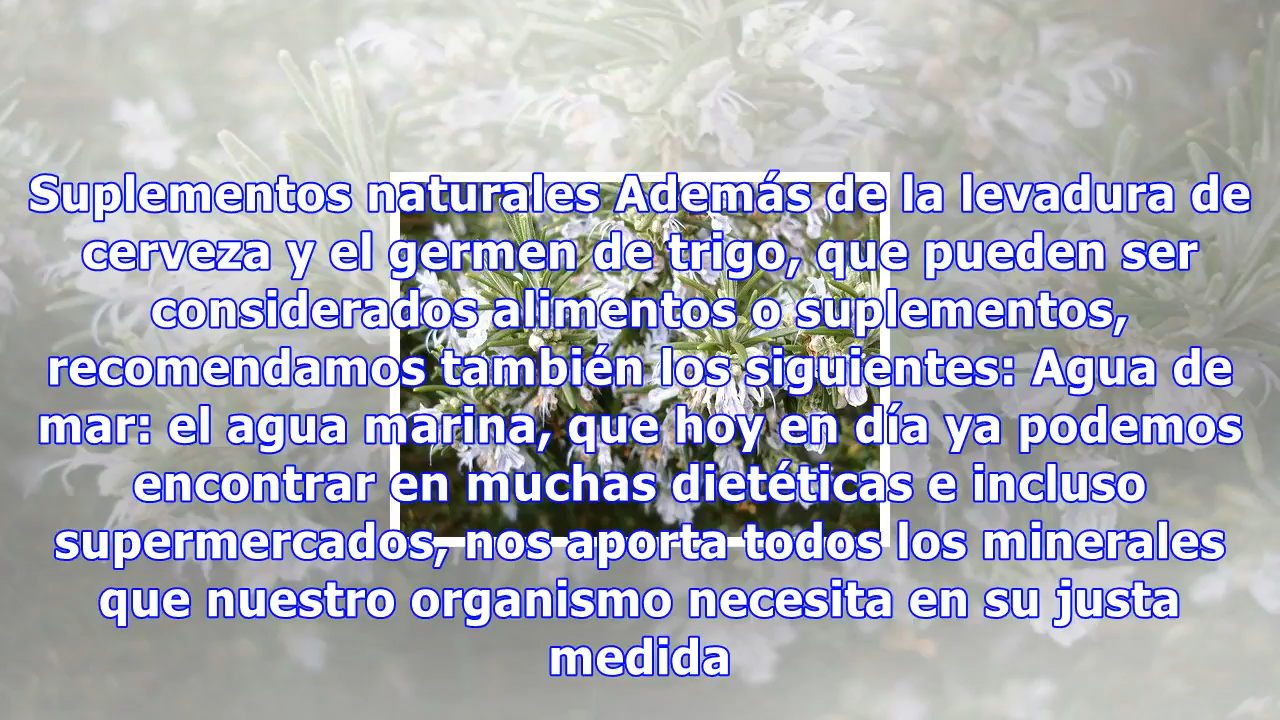 Suplementos naturales Además de la levadura de
cerveza y el germen de trigo, que pueden ser
considerados alimentos o suplementos,
recomendamos también los siguientes: Agua de
mar: el agua marina, que hoy en día ya podemos
encontrar en muchas dietéticas e incluso
supermercados, nos aporta todos los minerales
que nuestro organismo necesita en su justa
medida